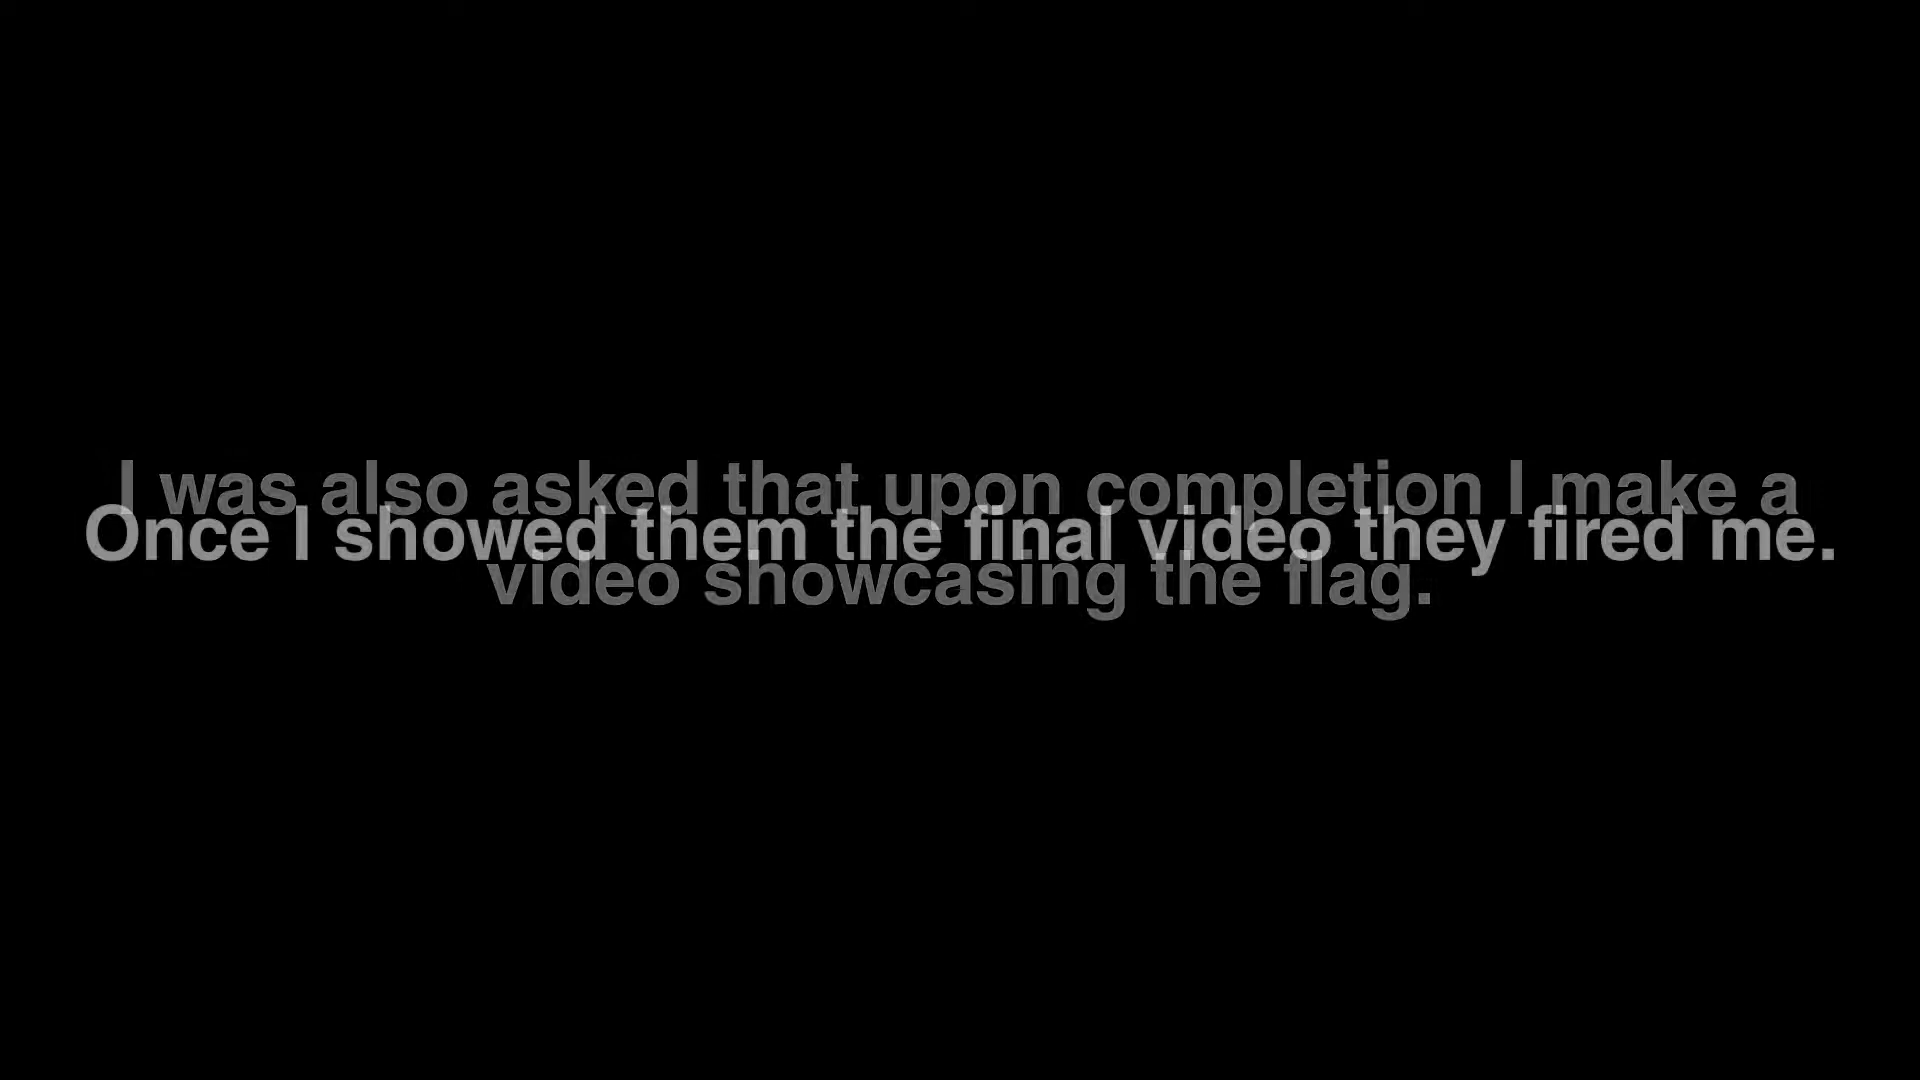 I was also asked that upon completion I make a
Once I showed them the final video they fired me.
video showcasing the flag.